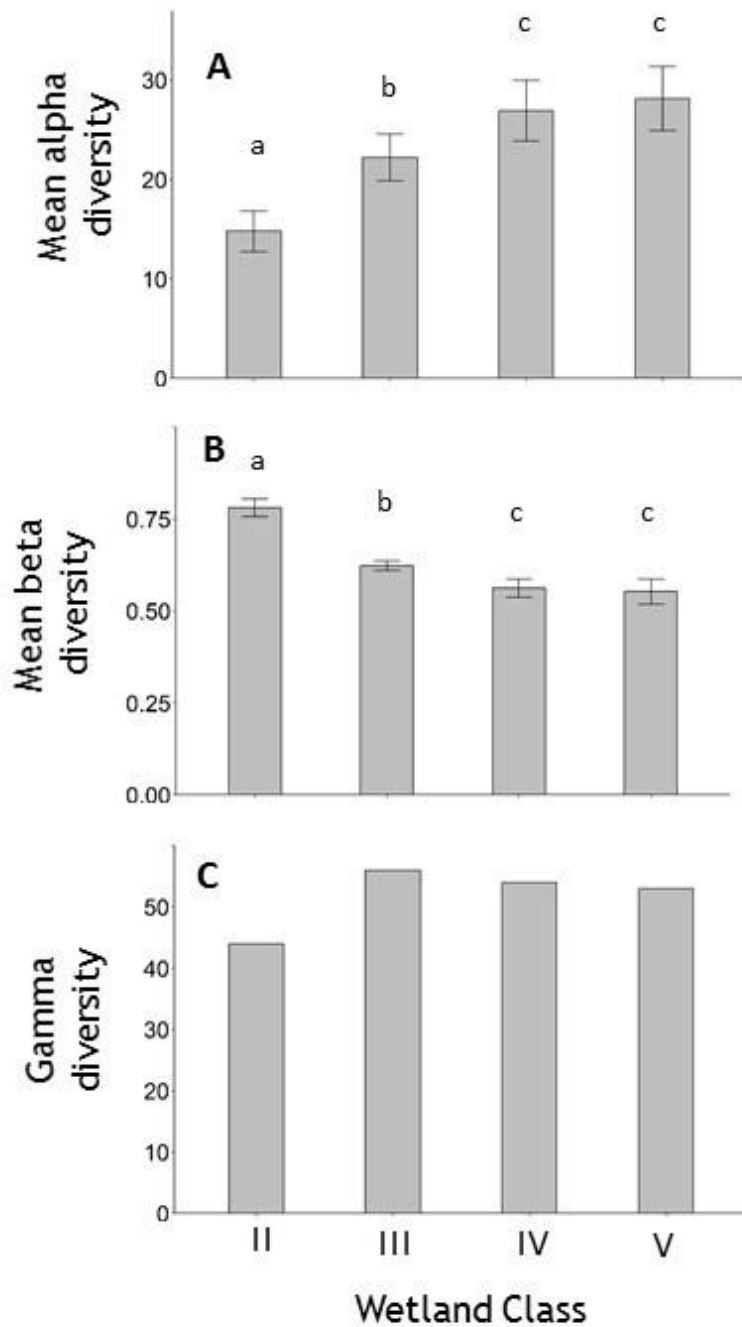 A
Mean alpha
diversity
30
20
10
0
a
b
c
c
B
Mean beta
diversity
0.75
0.50
0.25
0.00
a
b
c
c
C
Gamma
diversity
50
40
30
20
10
0
II
III
IV
V
Wetland Class